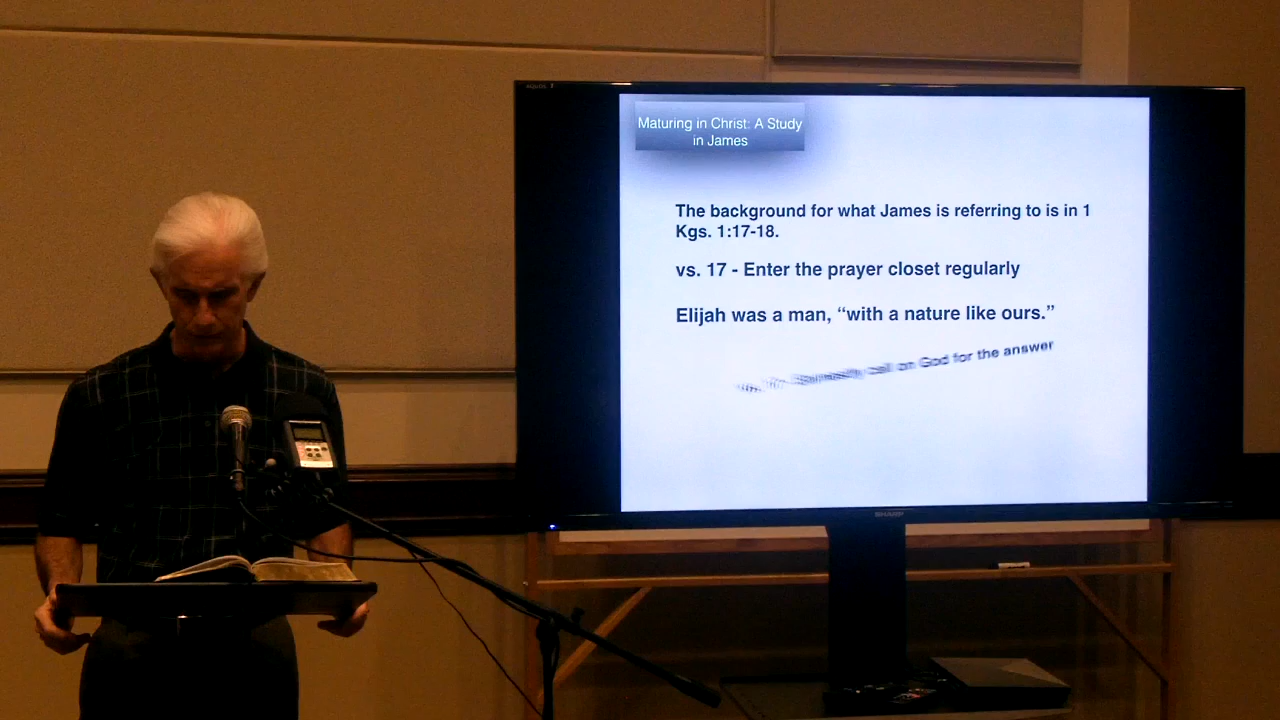 AQUOS
Maturing in Christ: A Study
in James
The background for what James is referring to is in 1
Kgs. 1:17-18.
vs. 17 - Enter the prayer closet regularly
Elijah was a man, “with a nature like ours.”
call on God for the answer
SHARP